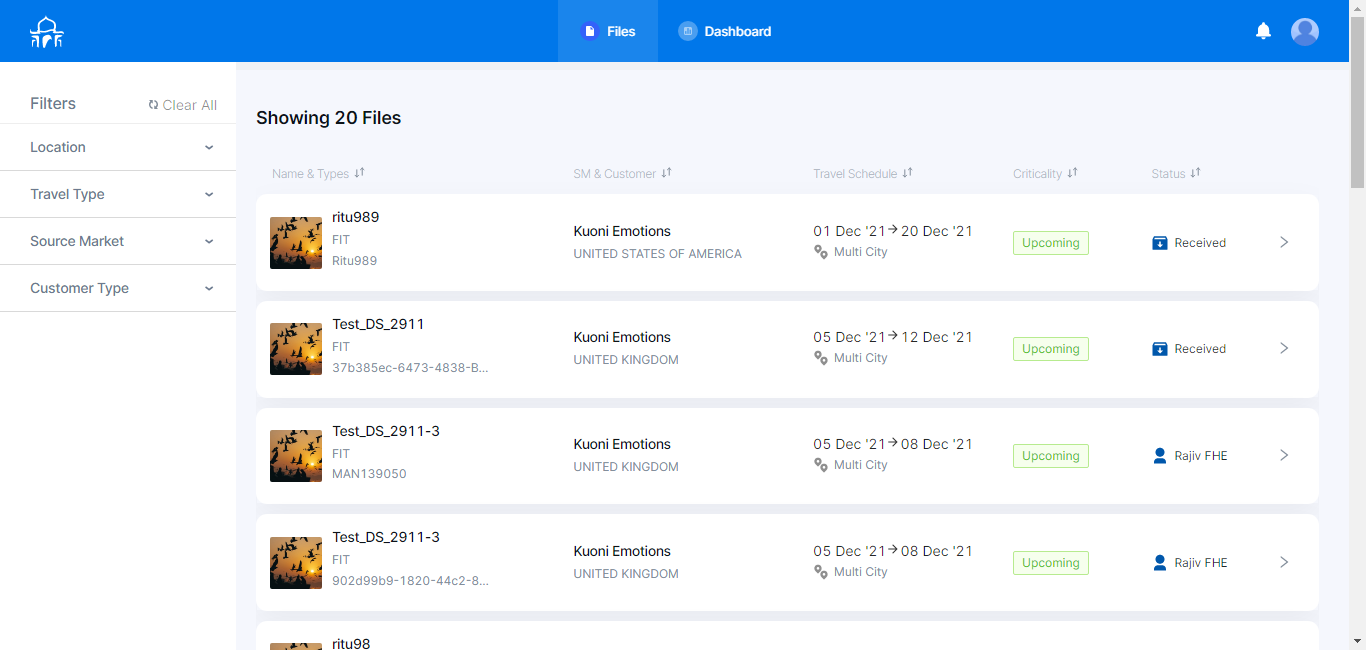 Files
Dashboard
Filters
Clear All
Location
Travel Type
Source Market
Customer Type
Showing 20 Files
Name & Types
SM & Customer
Travel Schedule
Criticality
Status
ritu989
FIT
Ritu989
Kuoni Emotions
UNITED STATES OF AMERICA
01 Dec '21 → 20 Dec '21
Multi City
Upcoming
Received
Test_DS_2911
FIT
37b385ec-6473-4838-B...
Kuoni Emotions
UNITED KINGDOM
05 Dec '21 → 12 Dec '21
Multi City
Upcoming
Received
Test_DS_2911-3
FIT
MAN139050
Kuoni Emotions
UNITED KINGDOM
05 Dec '21 → 08 Dec '21
Multi City
Upcoming
Rajiv FHE
Test_DS_2911-3
FIT
902d99b9-1820-44c2-8...
Kuoni Emotions
UNITED KINGDOM
05 Dec '21 → 08 Dec '21
Multi City
Upcoming
Rajiv FHE
ritu98